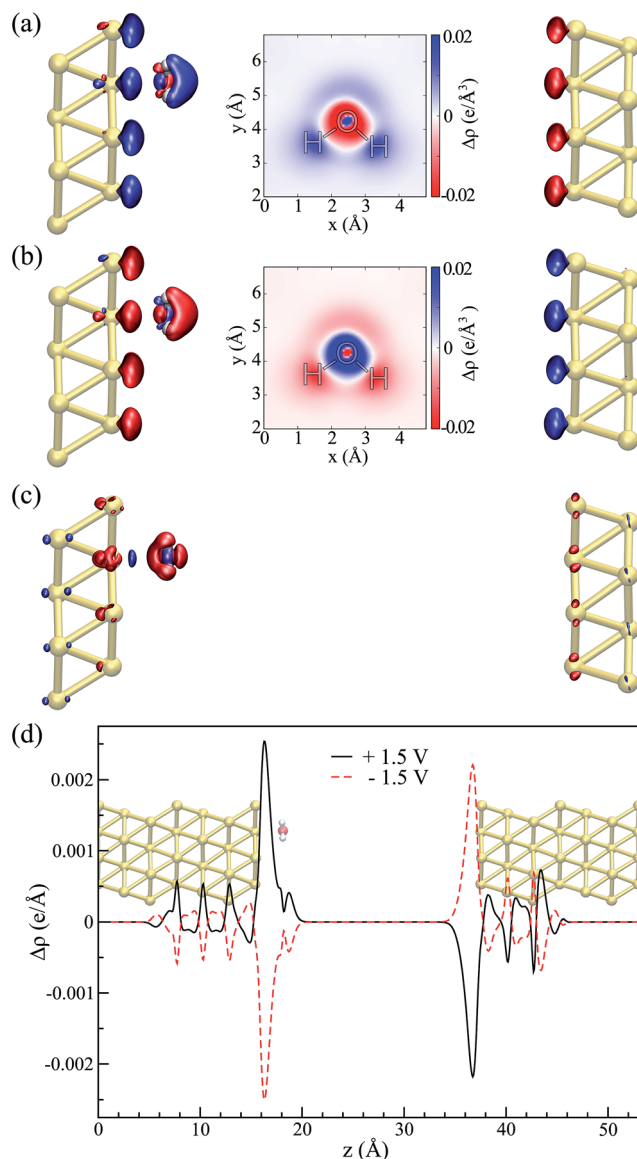 (a)
0.02
6
5
4
3
2
y (Å)
O
H H
0 1 2 3 4
x (Å)
-0.02
Δρ (e/Å³)
(b)
0.02
6
5
4
3
2
y (Å)
O
H H
0 1 2 3 4
x (Å)
-0.02
Δρ (e/Å³)
(c)
(d)
+ 1.5 V
- 1.5 V
0.002
0.001
0
-0.001
-0.002
Δρ (e/Å)
0 10 20 30 40 50
z (Å)